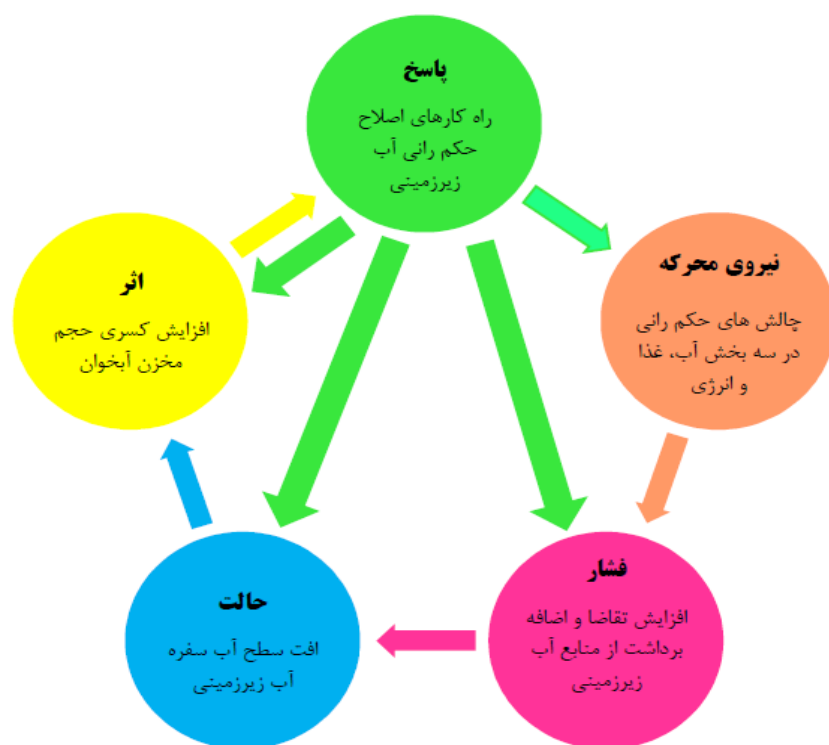 پاسخ
راه کارهای اصلاح
حکم رانی آب
زیرزمینی
نیروی محرکه
چالش های حکم رانی
در سه بخش آب، غذا
و انرژی
فشار
افزایش تقاضا و اضافه
برداشت از منابع آب
زیرزمینی
حالت
افت سطح آب سفره
آب زیرزمینی
اثر
افزایش کسری حجم
مخزن آبخوان